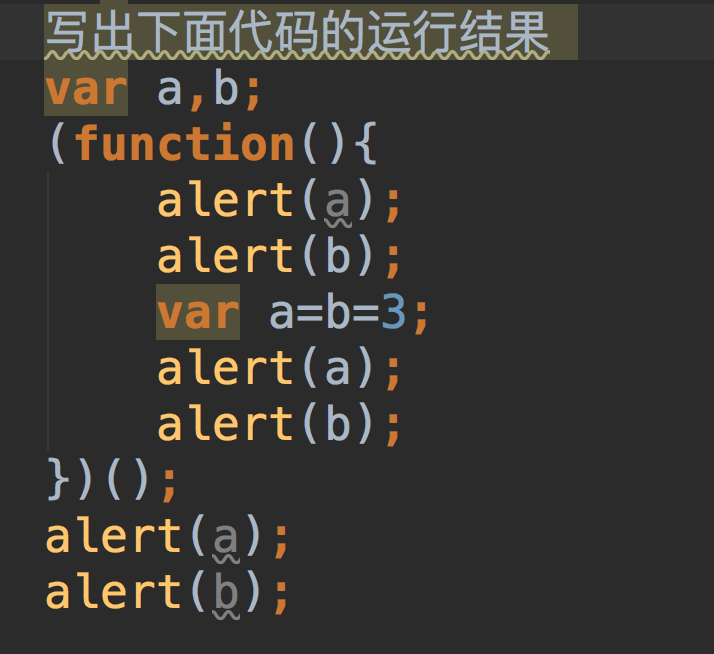 写出下面代码的运行结果
var a,b;
(function(){
    alert(a);
    alert(b);
    var a=b=3;
    alert(a);
    alert(b);
})();
alert(a);
alert(b);